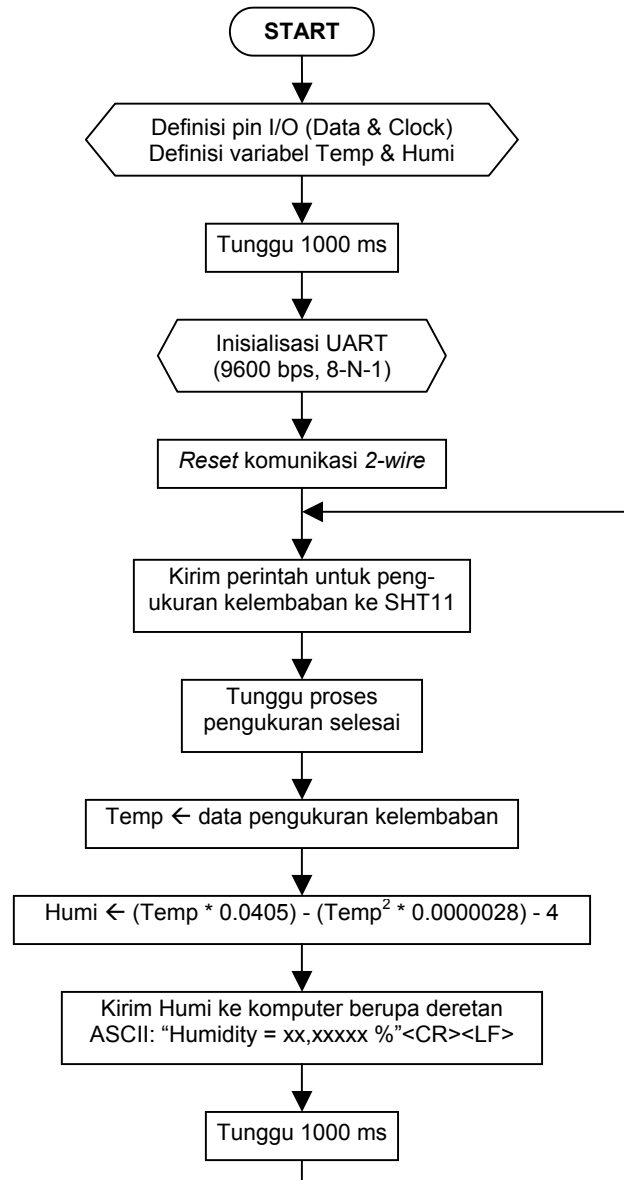 START
Definisi pin I/O (Data & Clock)
Definisi variabel Temp & Humi
Tunggu 1000 ms
Inisialisasi UART
(9600 bps, 8-N-1)
Reset komunikasi 2-wire
Kirim perintah untuk peng-
ukuran kelembaban ke SHT11
Tunggu proses
pengukuran selesai
Temp ← data pengukuran kelembaban
Humi ← (Temp * 0.0405) - (Temp² * 0.0000028) - 4
Kirim Humi ke komputer berupa deretan
ASCII: “Humidity = xx,xxxxx %”<CR><LF>
Tunggu 1000 ms